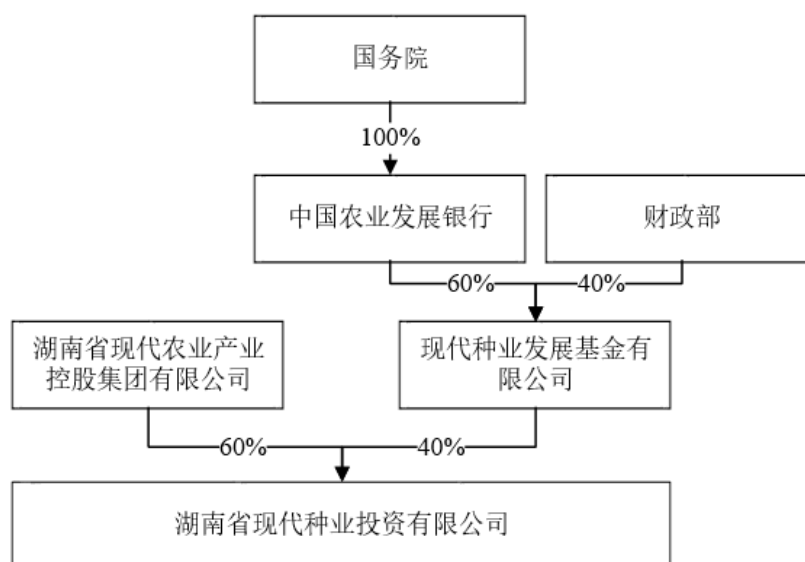 国务院
100%
中国农业发展银行
财政部
60%
40%
湖南省现代农业产业
控股集团有限公司
现代种业发展基金有
限公司
60%
40%
湖南省现代种业投资有限公司